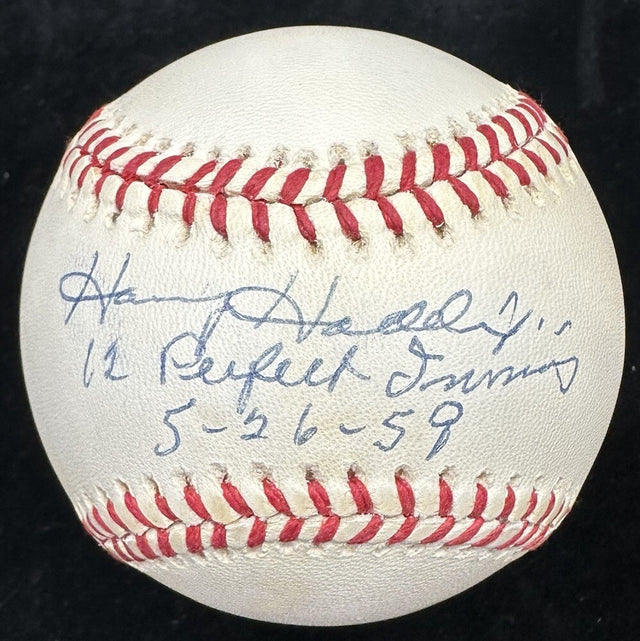 Harvey Haddix
12 Perfect Innings
5-26-59